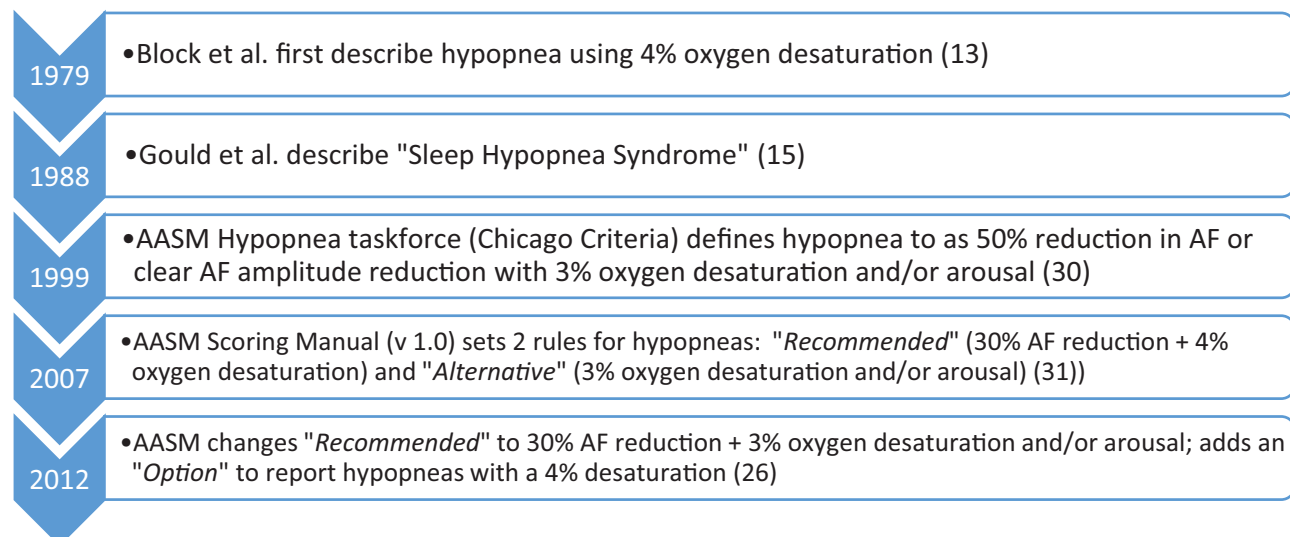 1979
•Block et al. first describe hypopnea using 4% oxygen desaturation (13)
1988
•Gould et al. describe "Sleep Hypopnea Syndrome" (15)
1999
•AASM Hypopnea taskforce (Chicago Criteria) defines hypopnea to as 50% reduction in AF or
clear AF amplitude reduction with 3% oxygen desaturation and/or arousal (30)
2007
•AASM Scoring Manual (v 1.0) sets 2 rules for hypopneas: "Recommended" (30% AF reduction + 4%
oxygen desaturation) and "Alternative" (3% oxygen desaturation and/or arousal) (31))
2012
•AASM changes "Recommended" to 30% AF reduction + 3% oxygen desaturation and/or arousal; adds an
"Option" to report hypopneas with a 4% desaturation (26)